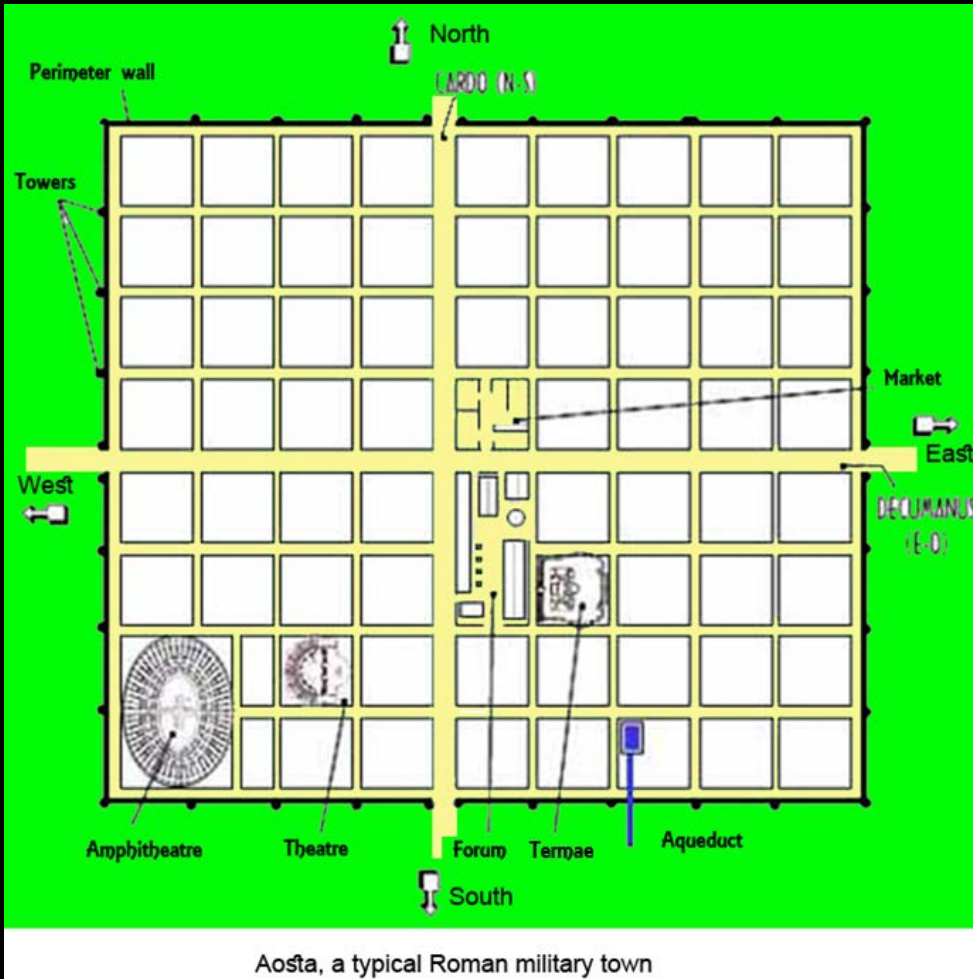 North
CARDO (N-S)
Perimeter wall
Towers
Market
East
West
DECUMANUS
(E-O)
Amphitheatre
Theatre
Forum
Termae
Aqueduct
South
Aosta, a typical Roman military town